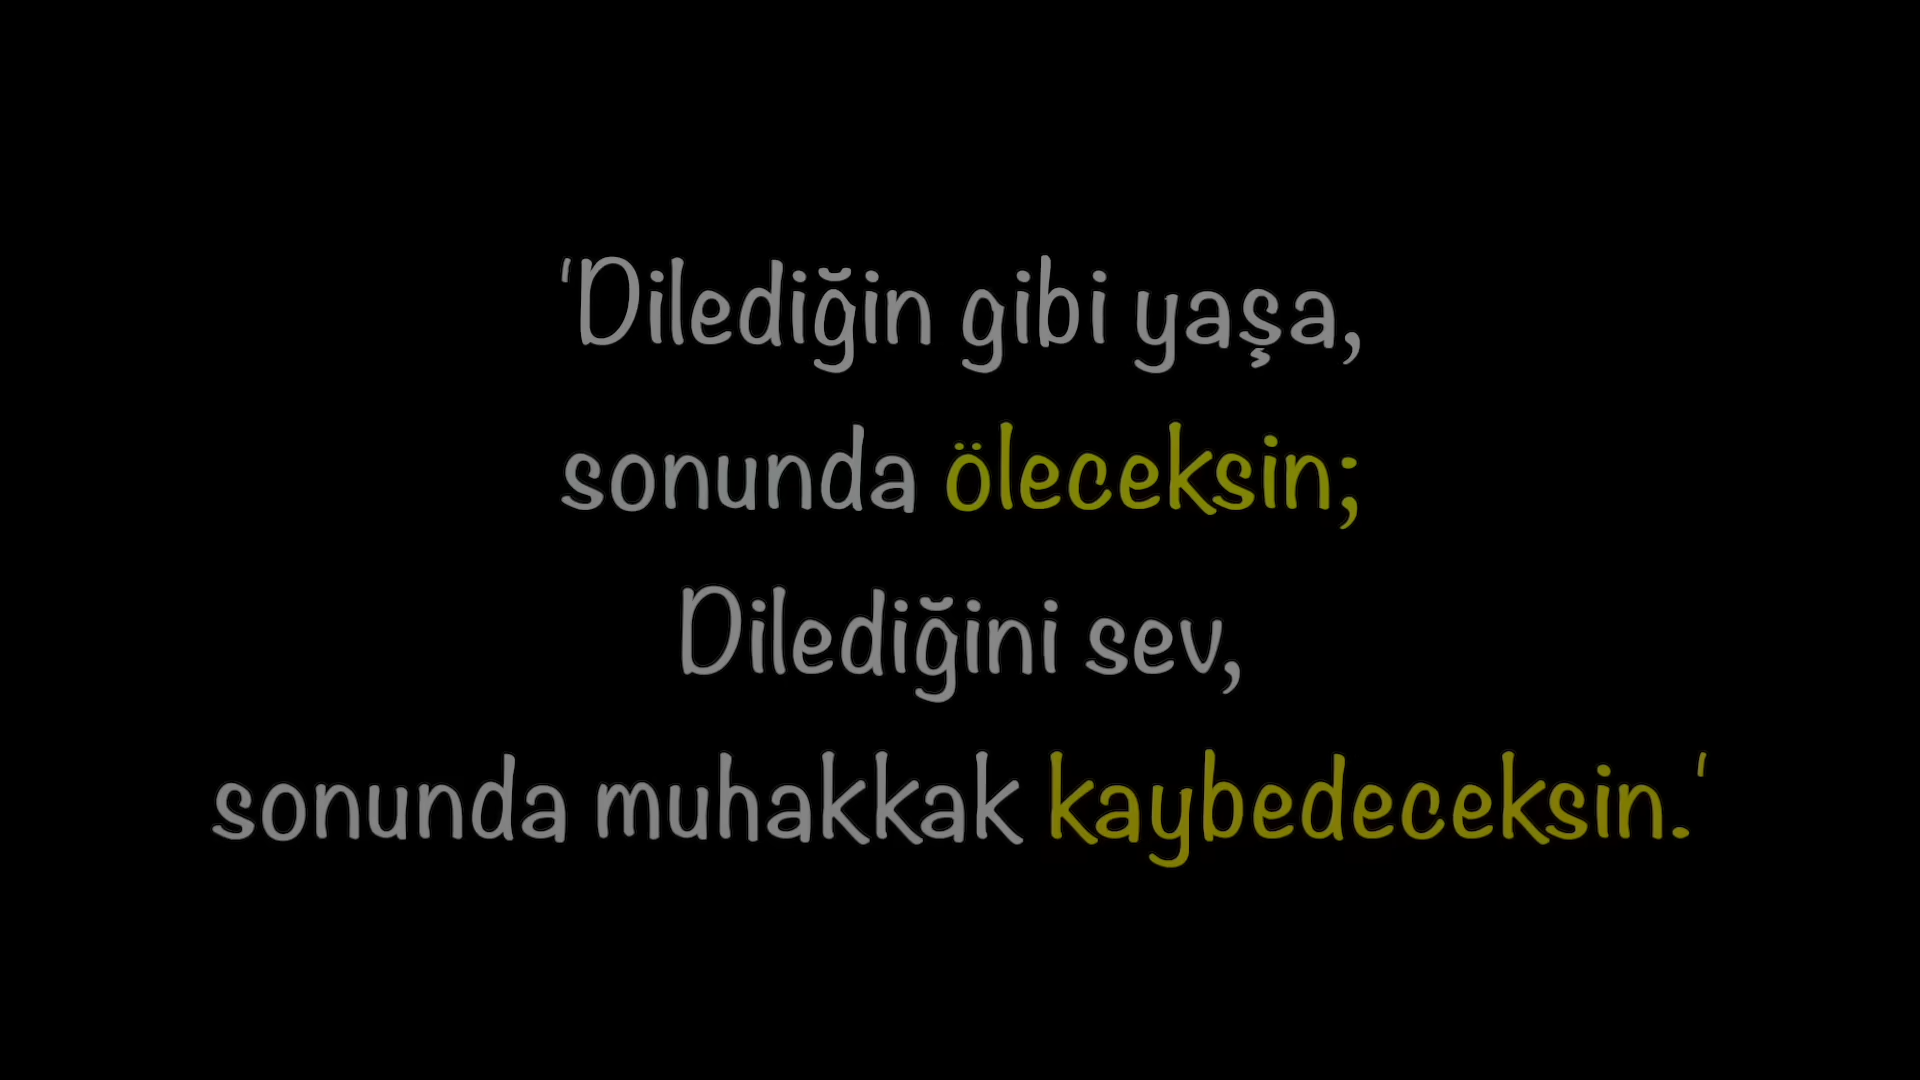 'Dilediğin gibi yaşa,
sonunda öleceksin;
Dilediğini sev,
sonunda muhakkak kaybedeceksin.'